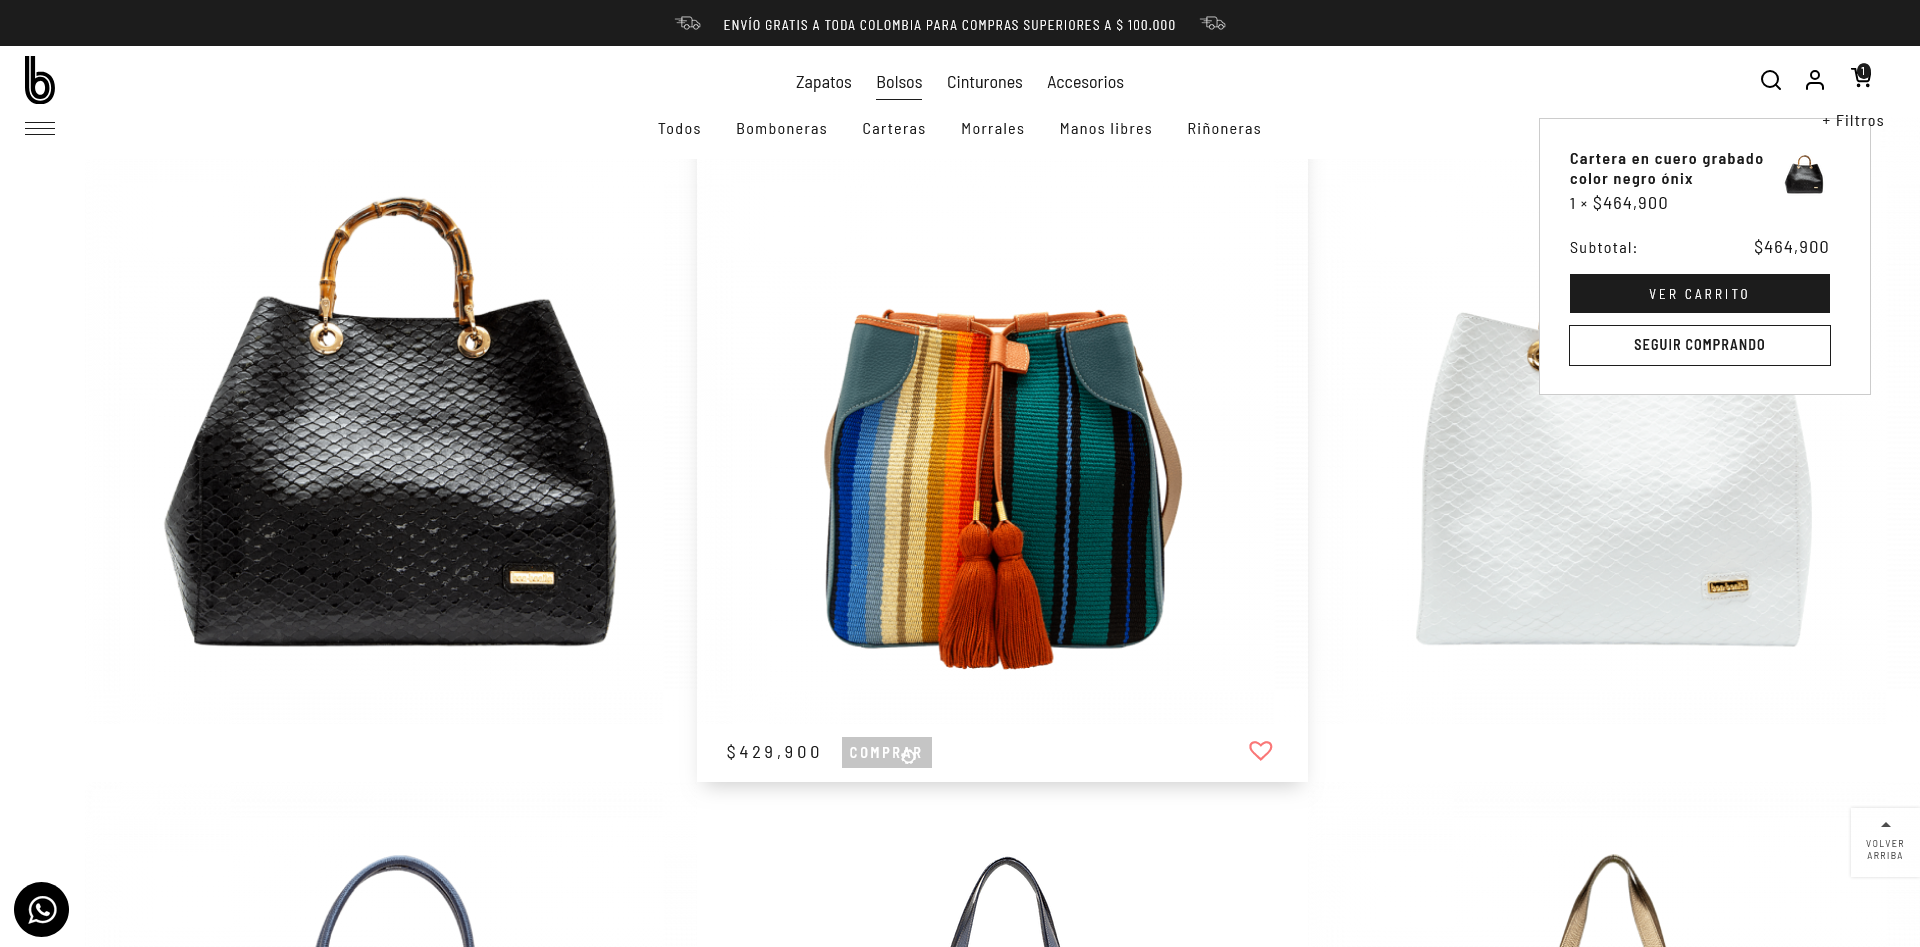 ENVÍO GRATIS A TODA COLOMBIA PARA COMPRAS SUPERIORES A $ 100.000
b
Zapatos Bolsos Cinturones Accesorios
1
Todos Bomboneras Carteras Morrales Manos libres Riñoneras
+ Filtros
Cartera en cuero grabado
color negro ónix
1 × $464,900
Subtotal: $464,900
VER CARRITO
SEGUIR COMPRANDO
$429,900 COMPRAR
VOLVER
ARRIBA